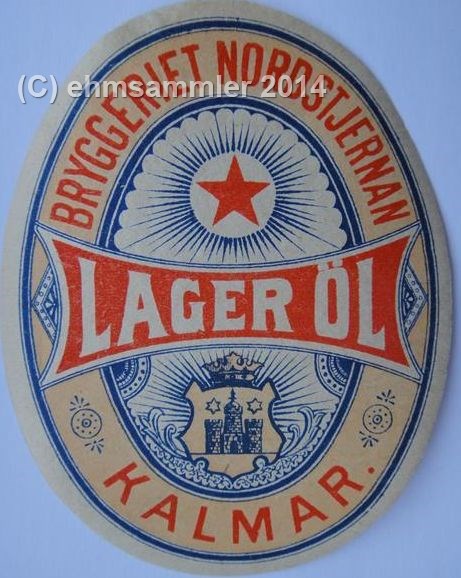 (C) ehmsammler 2014
BRYGGERIET NORDSTJERNAN
LAGER ÖL
KALMAR.